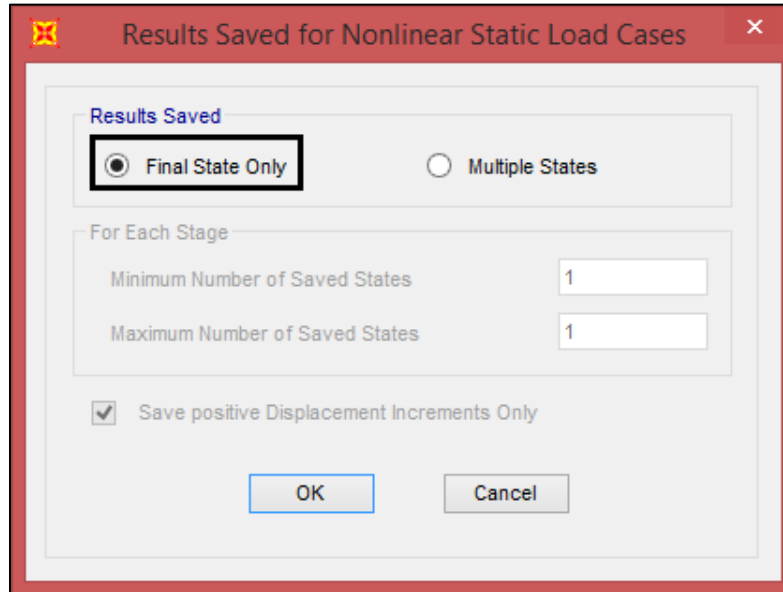 Results Saved for Nonlinear Static Load Cases
Results Saved
Final State Only
Multiple States
For Each Stage
Minimum Number of Saved States
1
Maximum Number of Saved States
1
Save positive Displacement Increments Only
OK
Cancel